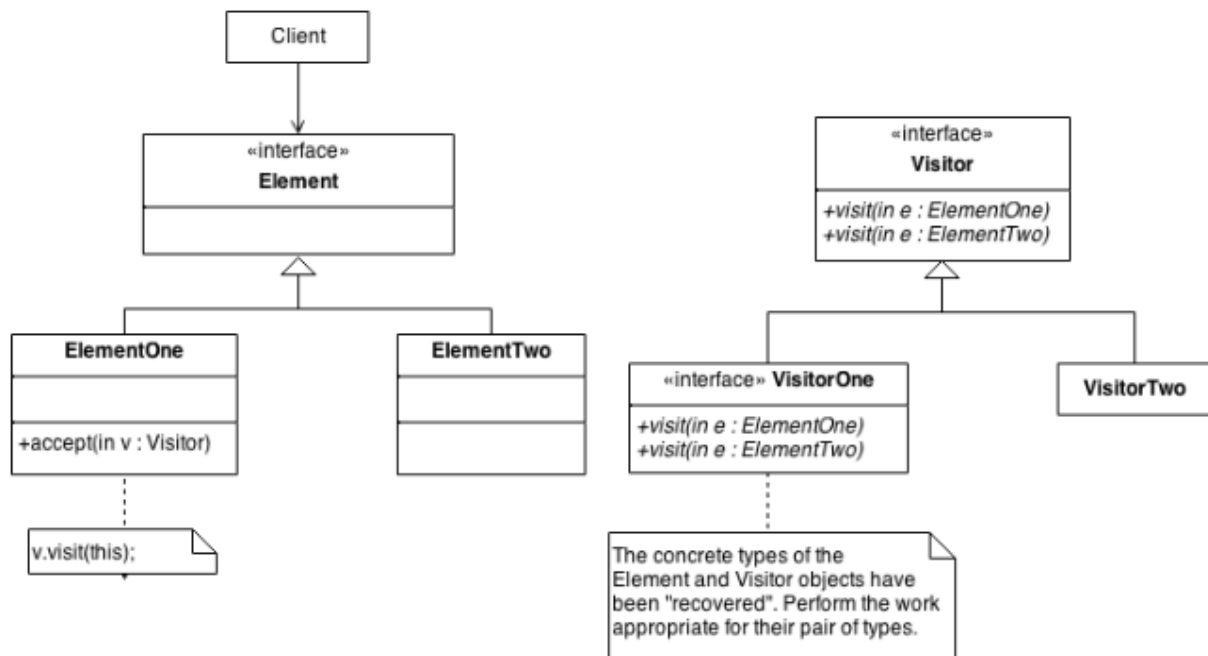 Client
«interface»
Element
ElementOne
+accept(in v : Visitor)
v.visit(this);
ElementTwo
«interface»
Visitor
+visit(in e : ElementOne)
+visit(in e : ElementTwo)
«interface» VisitorOne
+visit(in e : ElementOne)
+visit(in e : ElementTwo)
The concrete types of the
Element and Visitor objects have
been "recovered". Perform the work
appropriate for their pair of types.
VisitorTwo